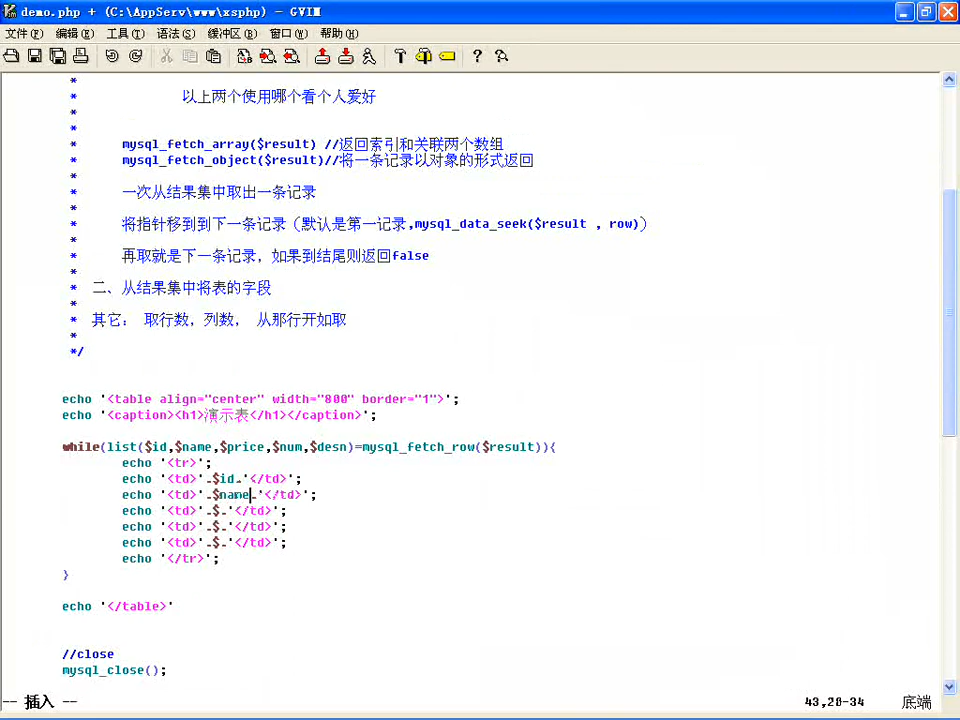 demo.php + (C:\AppServ\www\xsphp) - GVIM
文件(F) 编辑(E) 工具(T) 语法(S) 缓冲区(B) 窗口(W) 帮助(H)
*
* 以上两个使用哪个看个人爱好
*
*
* mysql_fetch_array($result) //返回索引和关联两个数组
* mysql_fetch_object($result)//将一条记录以对象的形式返回
*
* 一次从结果集中取出一条记录
*
* 将指针移到到下一条记录（默认是第一记录,mysql_data_seek($result , row)）
*
* 再取就是下一条记录，如果到结尾则返回false
*
* 二、从结果集中将表的字段
*
* 其它： 取行数，列数， 从那行开如取
*
*/
echo '<table align="center" width="800" border="1">';
echo '<caption><h1>演示表</h1></caption>';
while(list($id,$name,$price,$num,$desn)=mysql_fetch_row($result)){
echo '<tr>';
echo '<td>'.$id.'</td>';
echo '<td>'.$name.'</td>';
echo '<td>'.$.'</td>';
echo '<td>'.$.'</td>';
echo '<td>'.$.'</td>';
echo '</tr>';
}
echo '</table>'
//close
mysql_close();
-- 插入 -- 43,28-34 底端